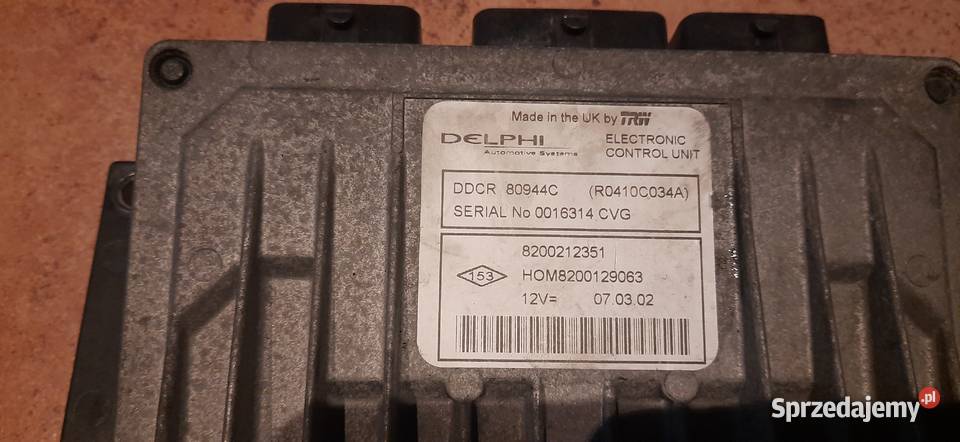 Made in the UK by TRW
DELPHI
Automotive Systems
ELECTRONIC
CONTROL UNIT
DDCR 80944C (R0410C034A)
SERIAL No 0016314 CVG
8200212351
153 HOM8200129063
12V= 07.03.02
Sprzedajemy.pl